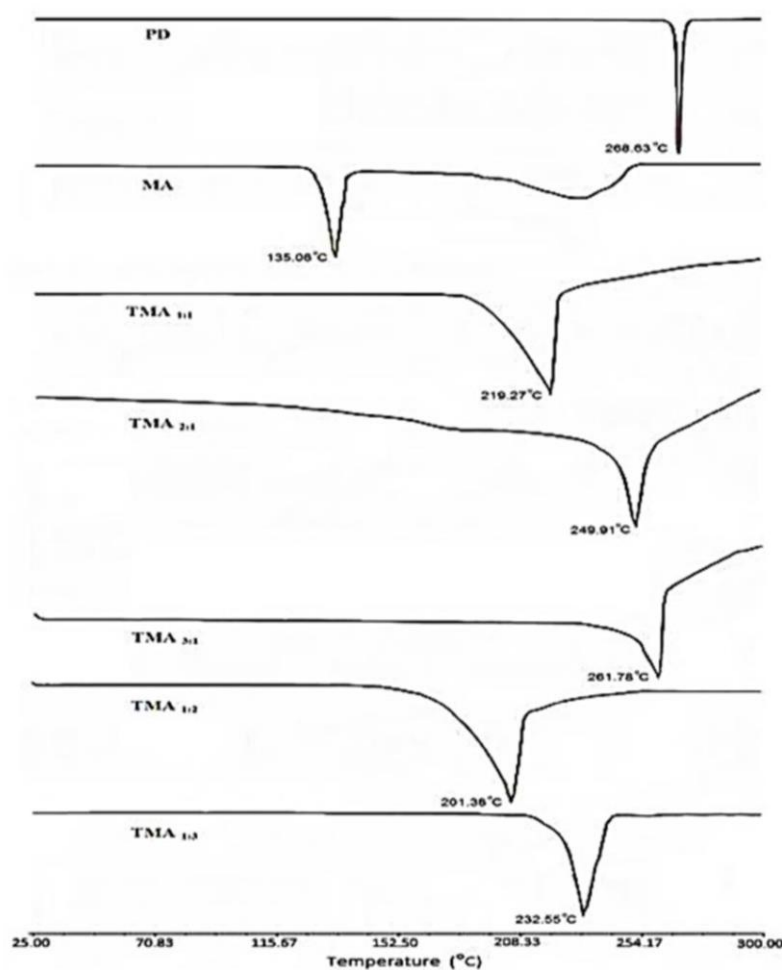 PD
268.63°C
MA
135.06°C
TMA 1:1
219.27°C
TMA 2:1
249.91°C
TMA 3:1
261.78°C
TMA 1:2
201.36°C
TMA 1:3
232.55°C
25.00 70.83 115.67 152.50 208.33 254.17 300.00
Temperature (°C)